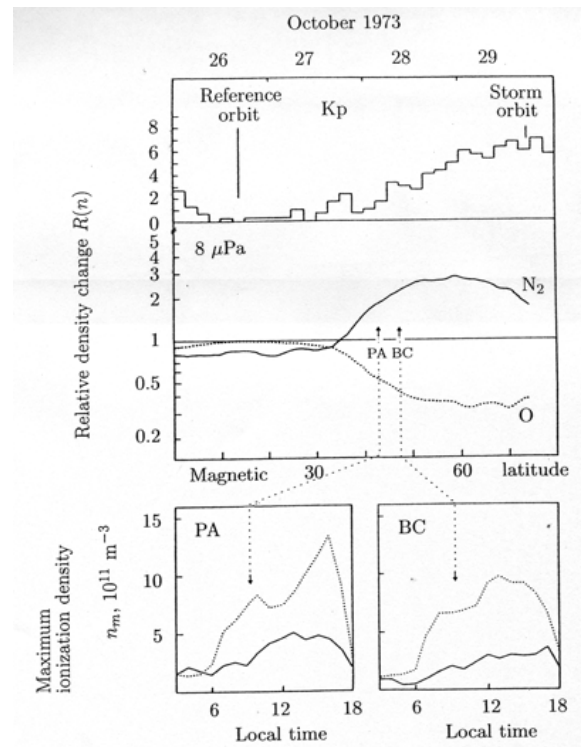 October 1973
26 27 28 29
Reference orbit
Kp
Storm orbit
8
6
4
2
0
Relative density change R(n)
8 μPa
5
3
2
1
0.5
0.2
N₂
PA BC
O
Magnetic 30 60 latitude
Maximum ionization density
nₘ, 10¹¹ m⁻³
15
10
5
PA
BC
6 12 18 6 12 18
Local time Local time